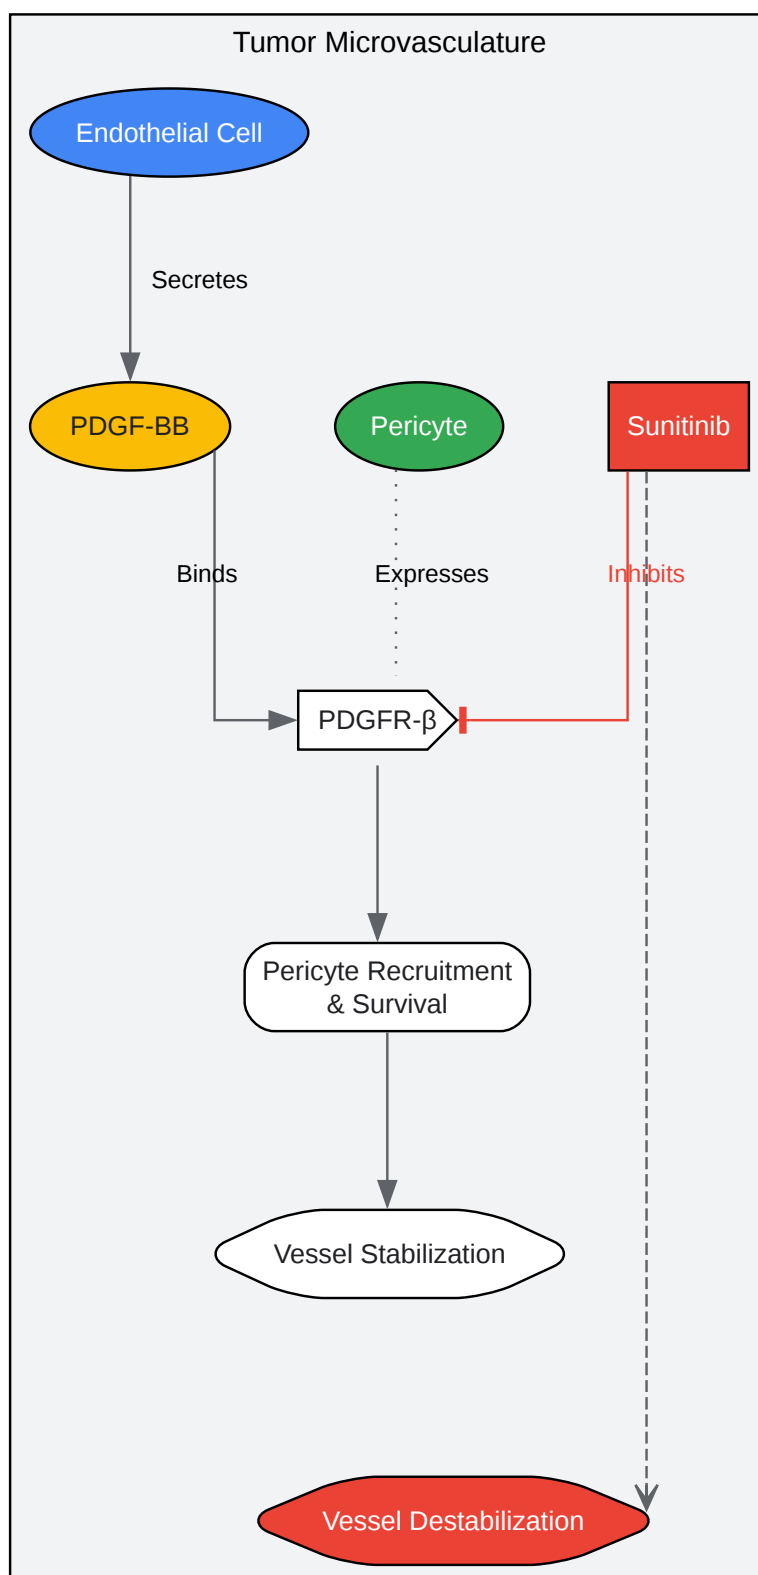 Tumor Microvasculature
Endothelial Cell
Secretes
PDGF-BB
Pericyte
Sunitinib
Binds
Expresses
Inhibits
PDGFR-β
Pericyte Recruitment
& Survival
Vessel Stabilization
Vessel Destabilization